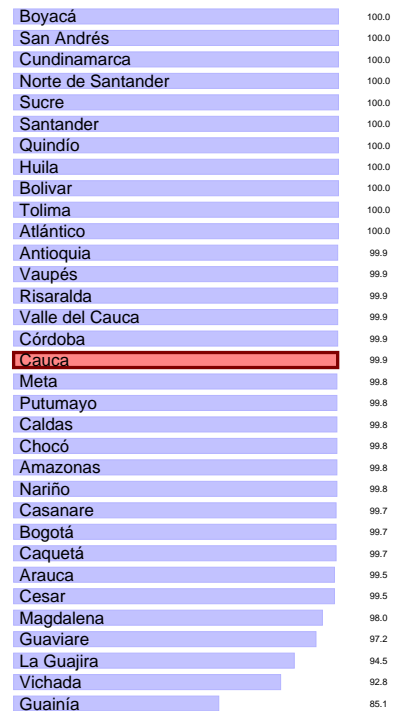 Boyacá 100.0
San Andrés 100.0
Cundinamarca 100.0
Norte de Santander 100.0
Sucre 100.0
Santander 100.0
Quindío 100.0
Huila 100.0
Bolivar 100.0
Tolima 100.0
Atlántico 100.0
Antioquia 99.9
Vaupés 99.9
Risaralda 99.9
Valle del Cauca 99.9
Córdoba 99.9
Cauca 99.9
Meta 99.8
Putumayo 99.8
Caldas 99.8
Chocó 99.8
Amazonas 99.8
Nariño 99.8
Casanare 99.7
Bogotá 99.7
Caquetá 99.7
Arauca 99.5
Cesar 99.5
Magdalena 98.0
Guaviare 97.2
La Guajira 94.5
Vichada 92.8
Guainía 85.1